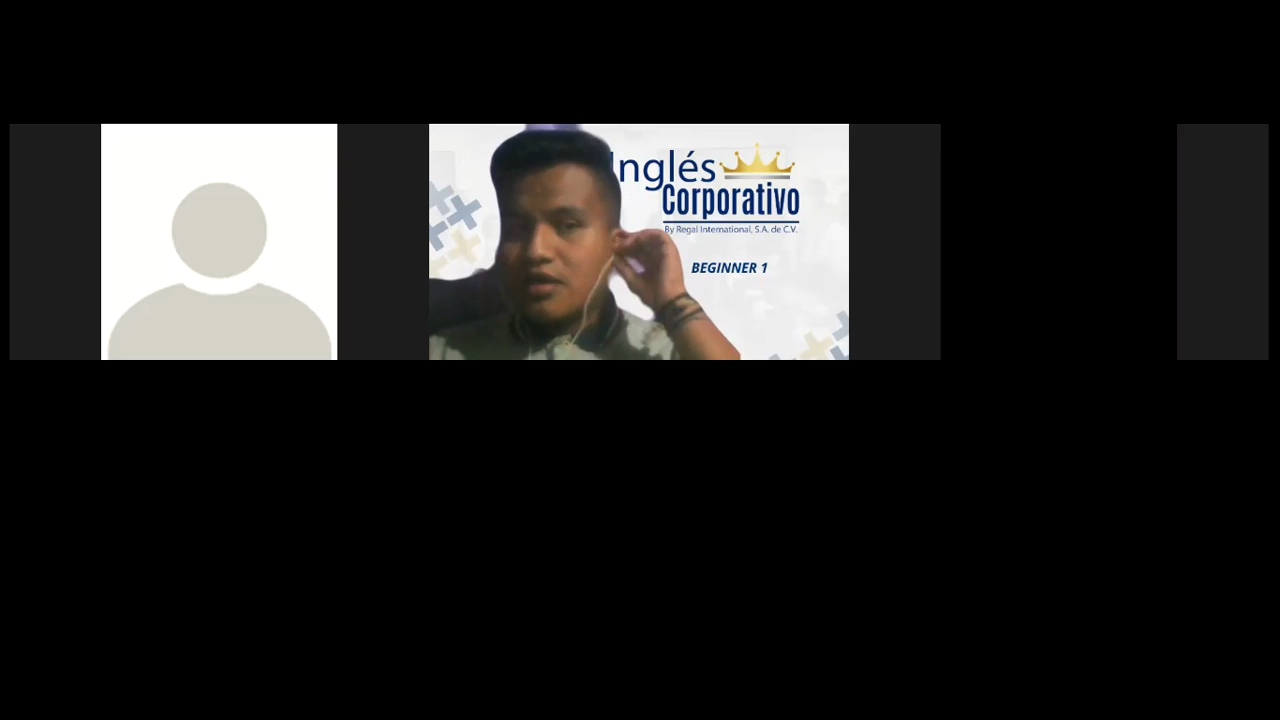 Inglés
Corporativo
By Regal International, S.A. de C.V.
BEGINNER 1